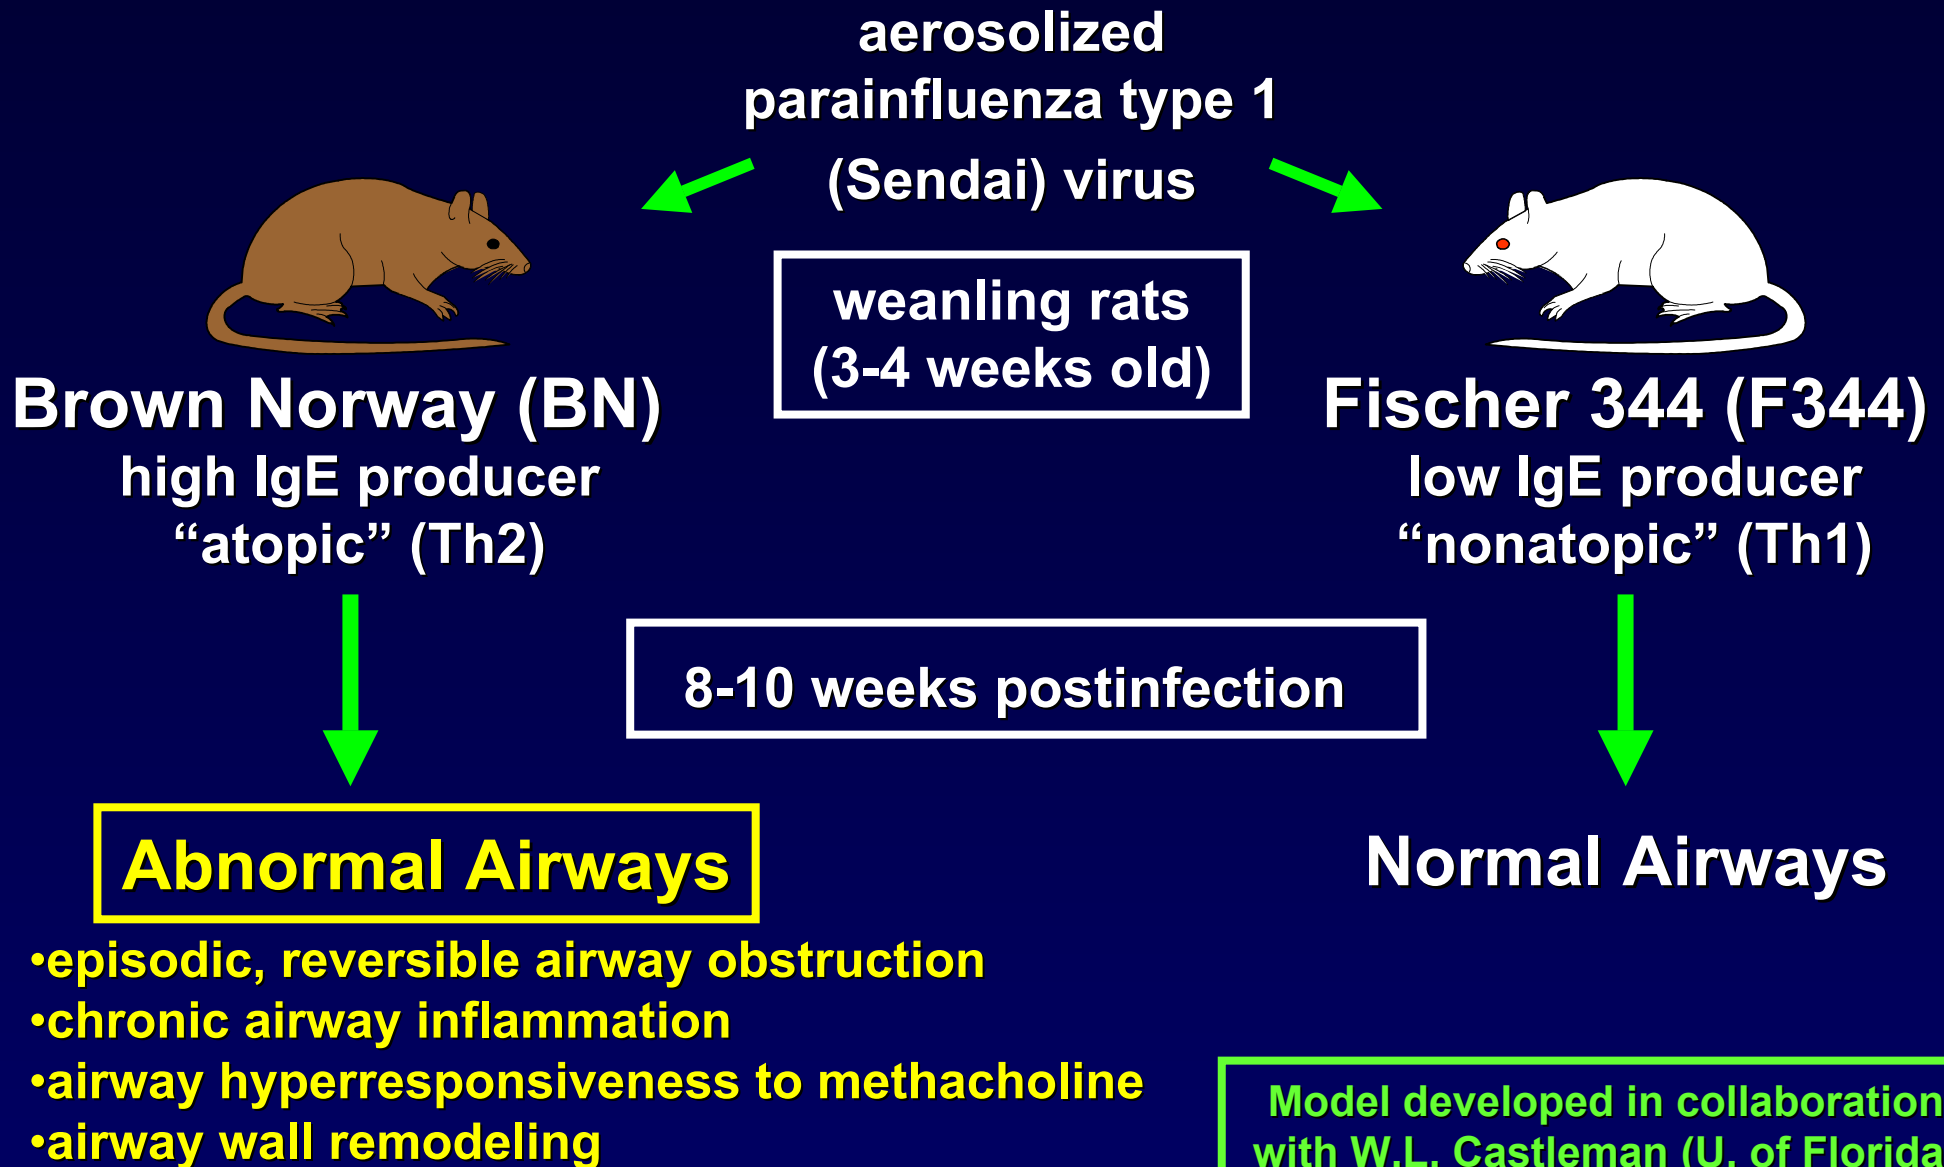 aerosolized
parainfluenza type 1
(Sendai) virus
weanling rats
(3-4 weeks old)
Brown Norway (BN)
high IgE producer
“atopic” (Th2)
Fischer 344 (F344)
low IgE producer
“nonatopic” (Th1)
8-10 weeks postinfection
Abnormal Airways
•episodic, reversible airway obstruction
•chronic airway inflammation
•airway hyperresponsiveness to methacholine
•airway wall remodeling
Normal Airways
Model developed in collaboration
with W.L. Castleman (U. of Florida